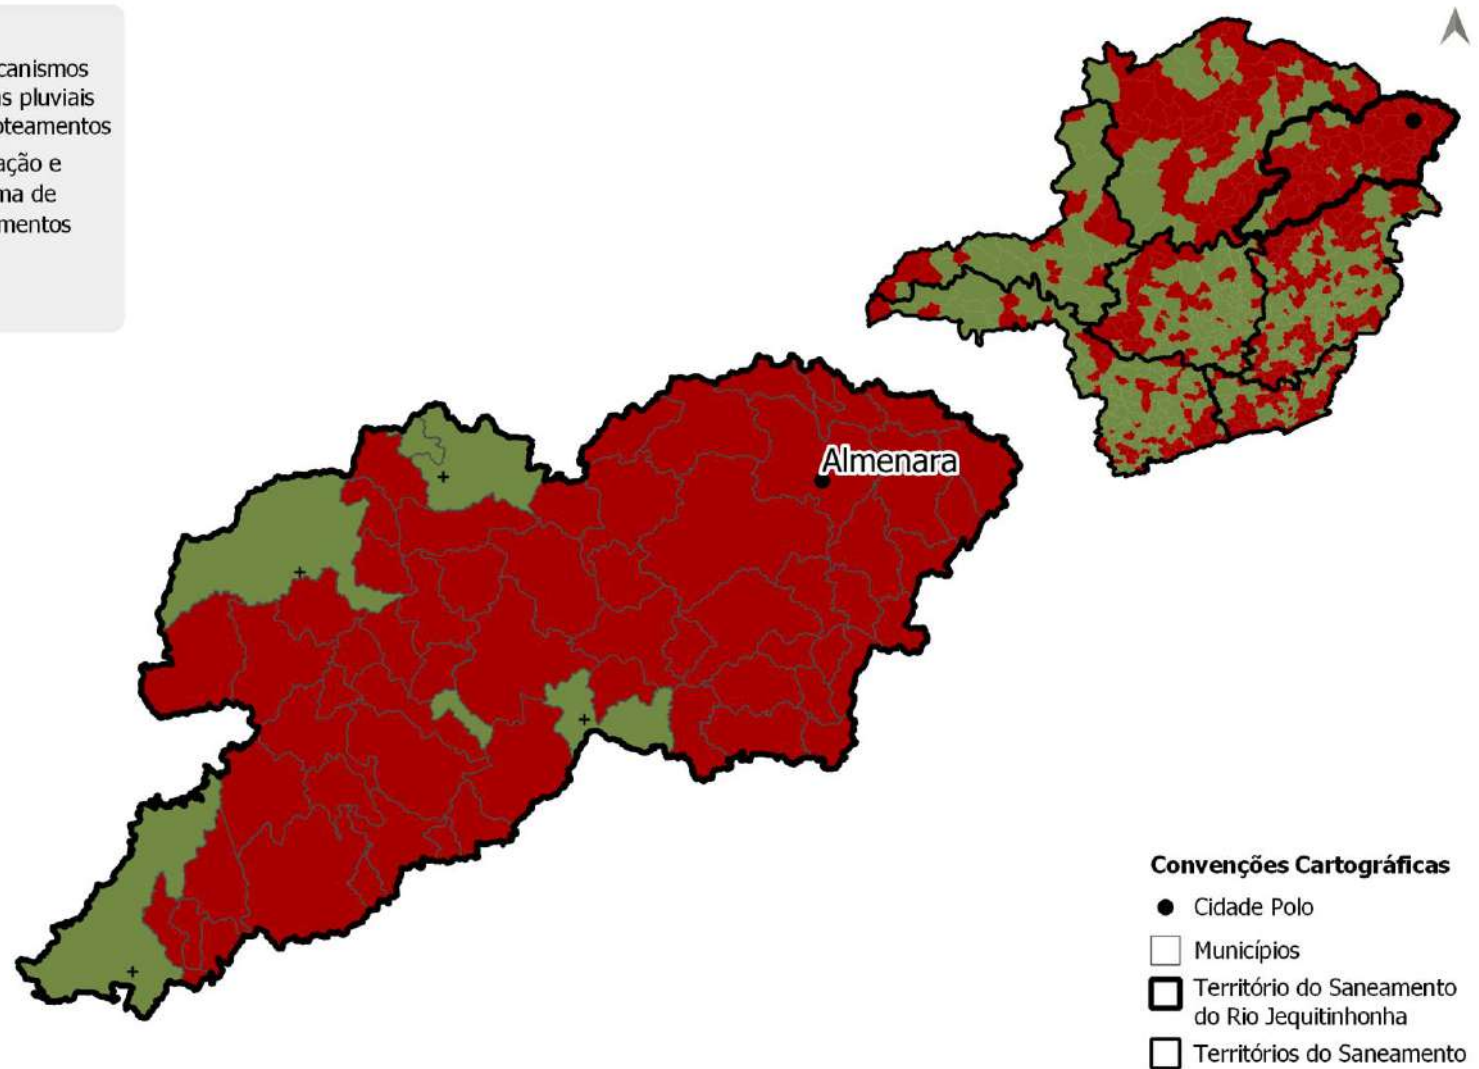 canismos
s pluviais
oteamentos
ação e
na de
mentos
Almenara
Convenções Cartográficas
Cidade Polo
Municípios
Território do Saneamento
do Rio Jequitinhonha
Territórios do Saneamento